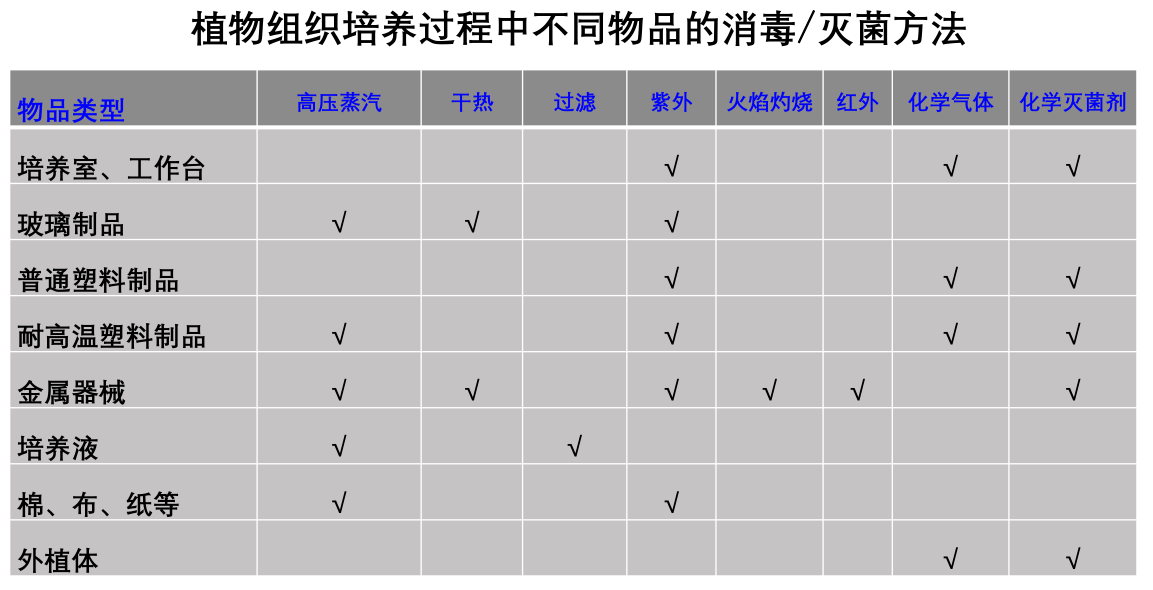 植物组织培养过程中不同物品的消毒/灭菌方法
物品类型 高压蒸汽 干热 过滤 紫外 火焰灼烧 红外 化学气体 化学灭菌剂
培养室、工作台 √ √ √
玻璃制品 √ √ √
普通塑料制品 √ √ √
耐高温塑料制品 √ √ √ √
金属器械 √ √ √ √ √ √
培养液 √ √
棉、布、纸等 √ √
外植体 √ √